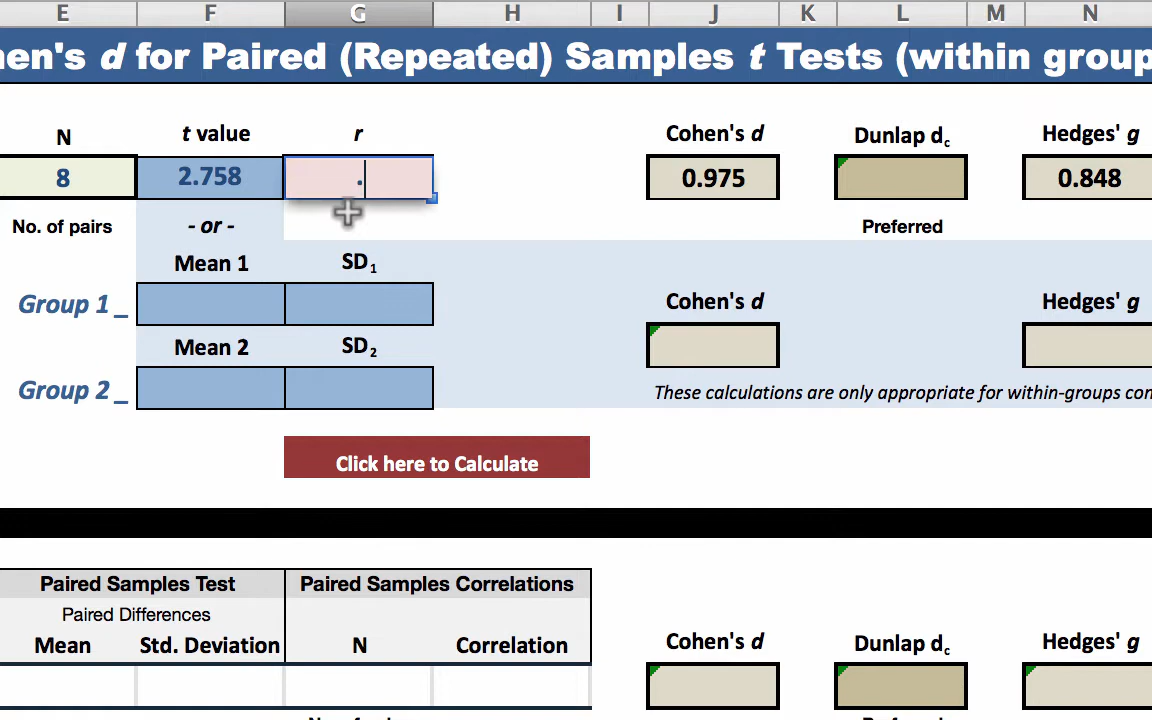 E F G H I J K L M N
en's d for Paired (Repeated) Samples t Tests (within group
N t value r Cohen's d Dunlap dc Hedges' g
8 2.758 . 0.975 0.848
No. of pairs - or - Preferred
Mean 1 SD1
Group 1 _ Cohen's d Hedges' g
Mean 2 SD2
Group 2 _ These calculations are only appropriate for within-groups con
Click here to Calculate
Paired Samples Test Paired Samples Correlations
Paired Differences
Mean Std. Deviation N Correlation Cohen's d Dunlap dc Hedges' g